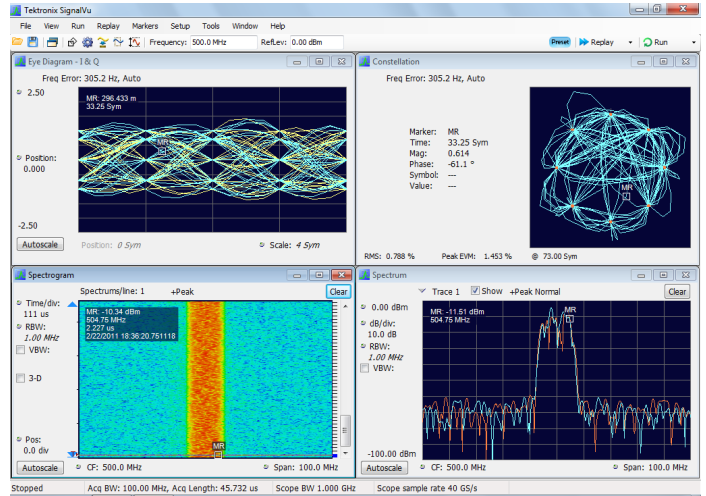 Tektronix SignalVu
File View Run Replay Markers Setup Tools Window Help
Frequency: 500.0 MHz RefLev: 0.00 dBm Preset Replay Run
Eye Diagram - I & Q
Freq Error: 305.2 Hz, Auto
2.50
MR: 296.433 m
33.25 Sym
MR
Position:
0.000
-2.50
Autoscale Position: 0 Sym Scale: 4 Sym
Constellation
Freq Error: 305.2 Hz, Auto
Marker: MR
Time: 33.25 Sym
Mag: 0.614
Phase: -61.1 °
Symbol: ---
Value: ---
MR
RMS: 0.788 % Peak EVM: 1.453 % @ 73.00 Sym
Spectrogram
Spectrums/line: 1 +Peak Clear
Time/div:
111 us
RBW:
1.00 MHz
VBW:
3-D
Pos:
0.0 div
MR: -10.34 dBm
504.75 MHz
2.227 us
2/22/2011 18:36:20.751118
MR
Autoscale CF: 500.0 MHz Span: 100.0 MHz
Spectrum
Trace 1 Show +Peak Normal Clear
0.00 dBm
dB/div:
10.0 dB
RBW:
1.00 MHz
VBW:
MR: -11.51 dBm
504.75 MHz
MR
-100.00 dBm
Autoscale CF: 500.0 MHz Span: 100.0 MHz
Stopped Acq BW: 100.00 MHz, Acq Length: 45.732 us Scope BW 1.000 GHz Scope sample rate 40 GS/s